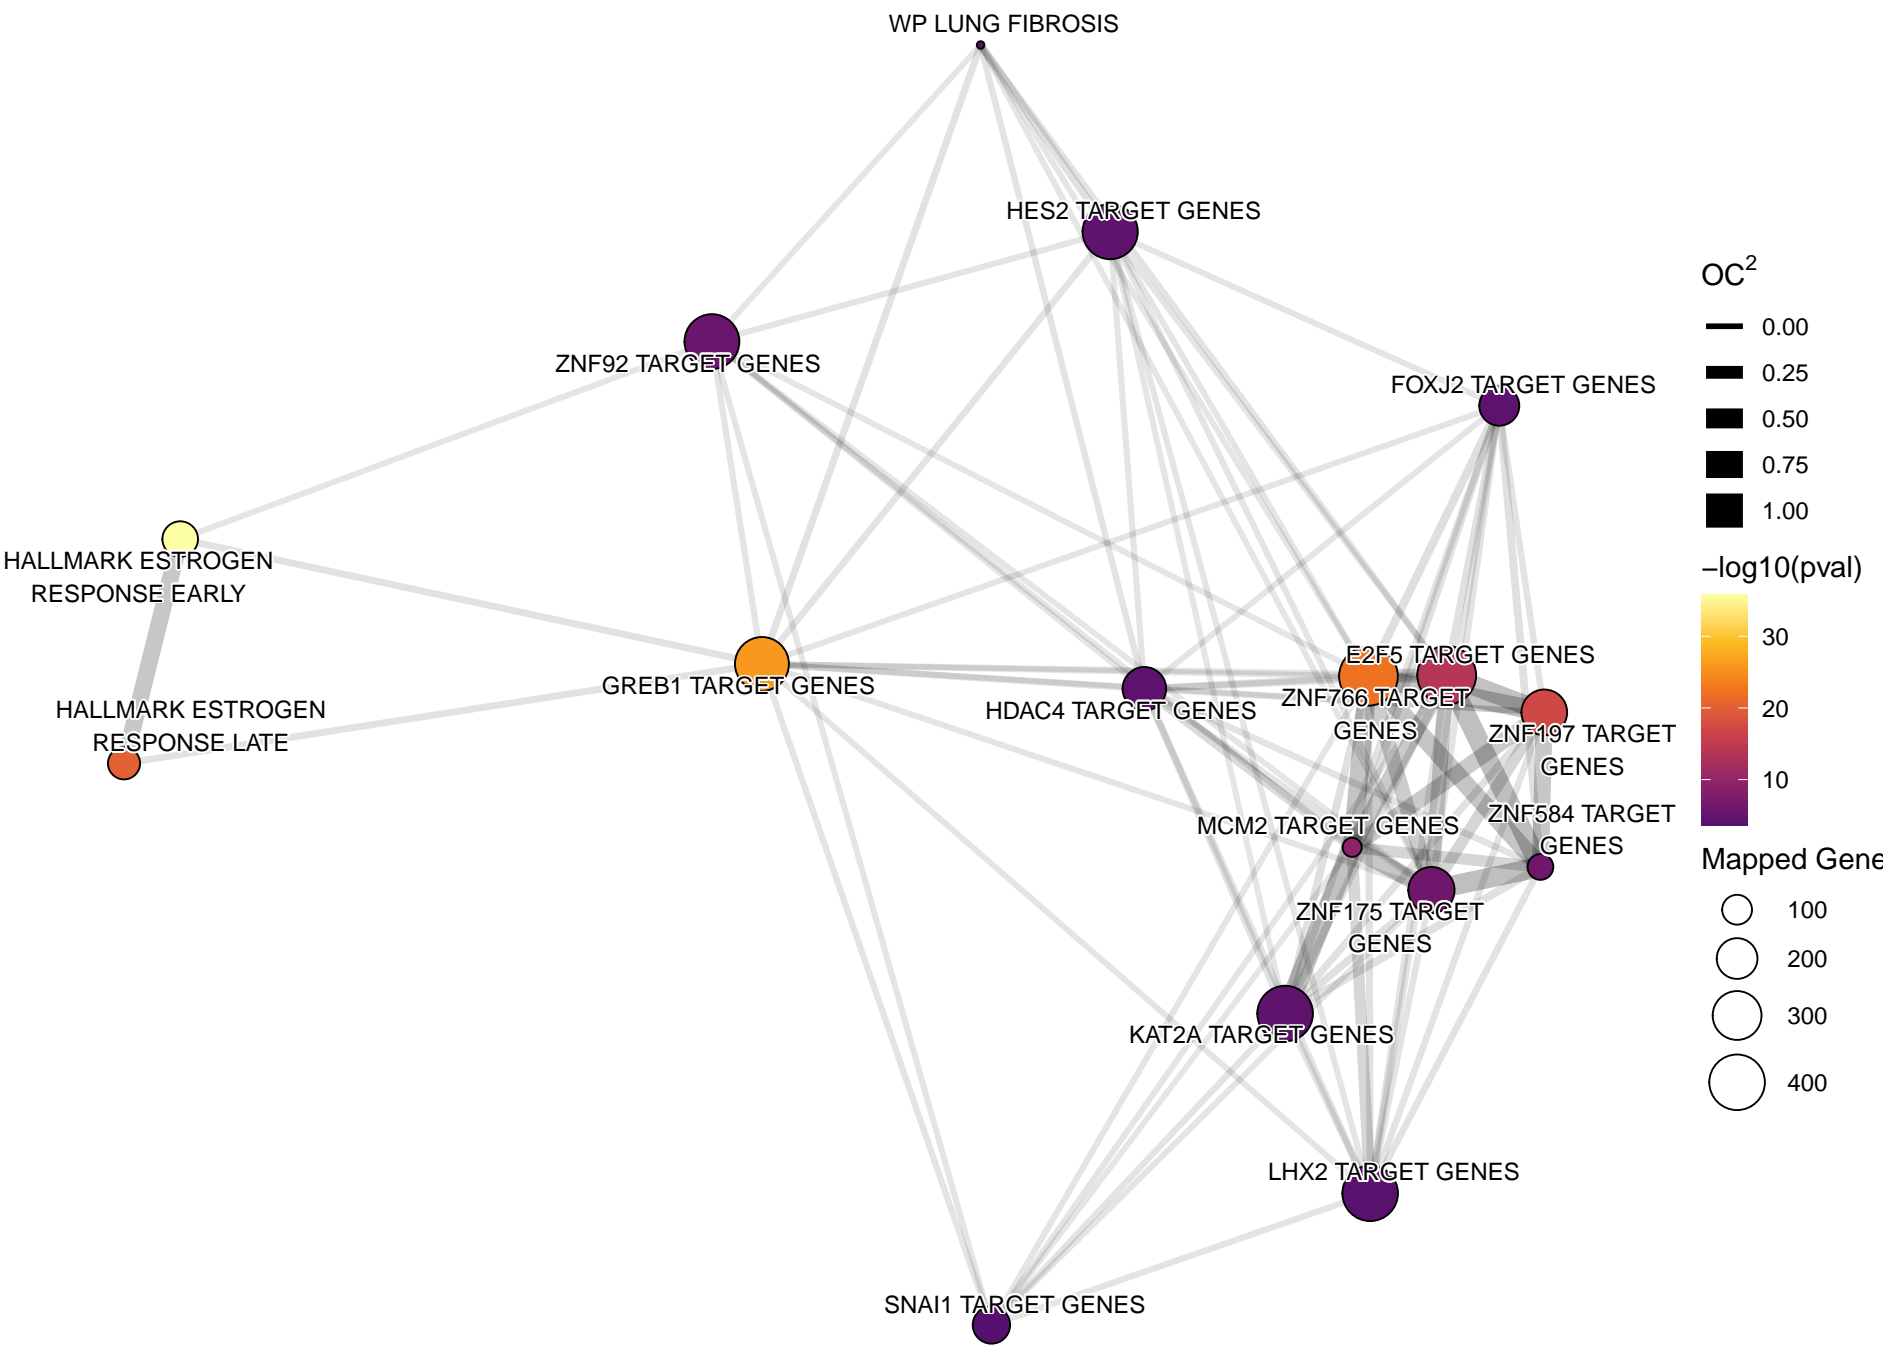 WP LUNG FIBROSIS
HES2 TARGET GENES
ZNF92 TARGET GENES
FOXJ2 TARGET GENES
HALLMARK ESTROGEN
RESPONSE EARLY
HALLMARK ESTROGEN
RESPONSE LATE
GREB1 TARGET GENES
HDAC4 TARGET GENES
E2F5 TARGET GENES
ZNF766 TARGET
GENES
ZNF197 TARGET
GENES
MCM2 TARGET GENES
ZNF584 TARGET
GENES
ZNF175 TARGET
GENES
KAT2A TARGET GENES
LHX2 TARGET GENES
SNAI1 TARGET GENES
OC²
0.00
0.25
0.50
0.75
1.00
−log10(pval)
30
20
10
Mapped Gene
100
200
300
400